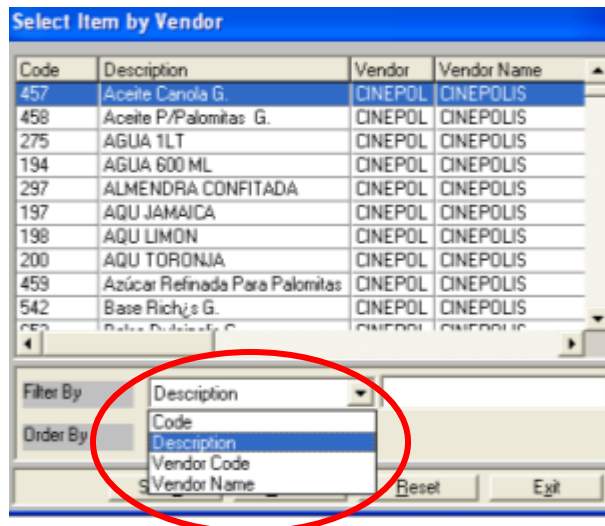 Select Item by Vendor
Code Description Vendor Vendor Name
457 Aceite Canola G. CINEPOL CINEPOLIS
458 Aceite P/Palomitas G. CINEPOL CINEPOLIS
275 AGUA 1LT CINEPOL CINEPOLIS
194 AGUA 600 ML CINEPOL CINEPOLIS
297 ALMENDRA CONFITADA CINEPOL CINEPOLIS
197 AQU JAMAICA CINEPOL CINEPOLIS
198 AQU LIMON CINEPOL CINEPOLIS
200 AQU TORONJA CINEPOL CINEPOLIS
459 Azúcar Refinada Para Palomitas CINEPOL CINEPOLIS
542 Base Rich¿s G. CINEPOL CINEPOLIS
Filter By Description
Code
Order By Description
Vendor Code
Vendor Name Reset Exit